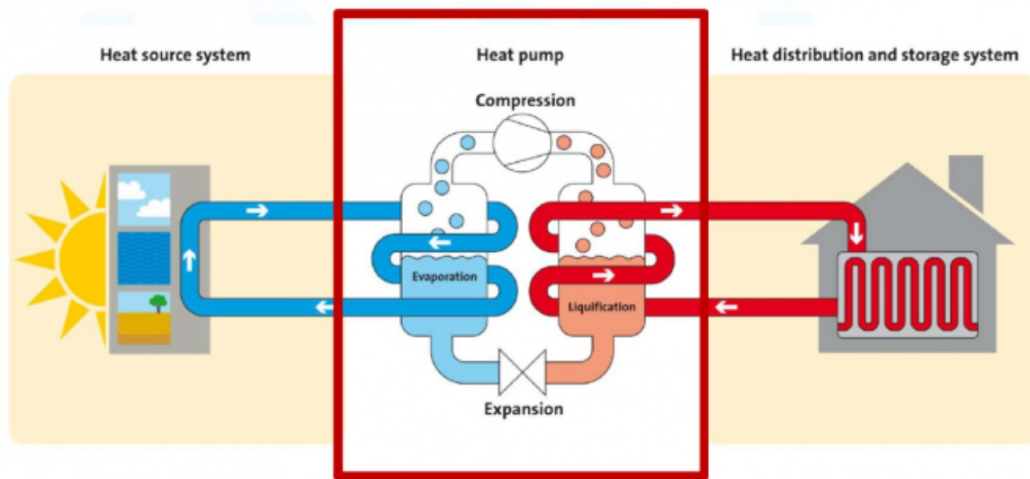 Heat source system
Heat pump
Heat distribution and storage system
Compression
Evaporation
Liquification
Expansion